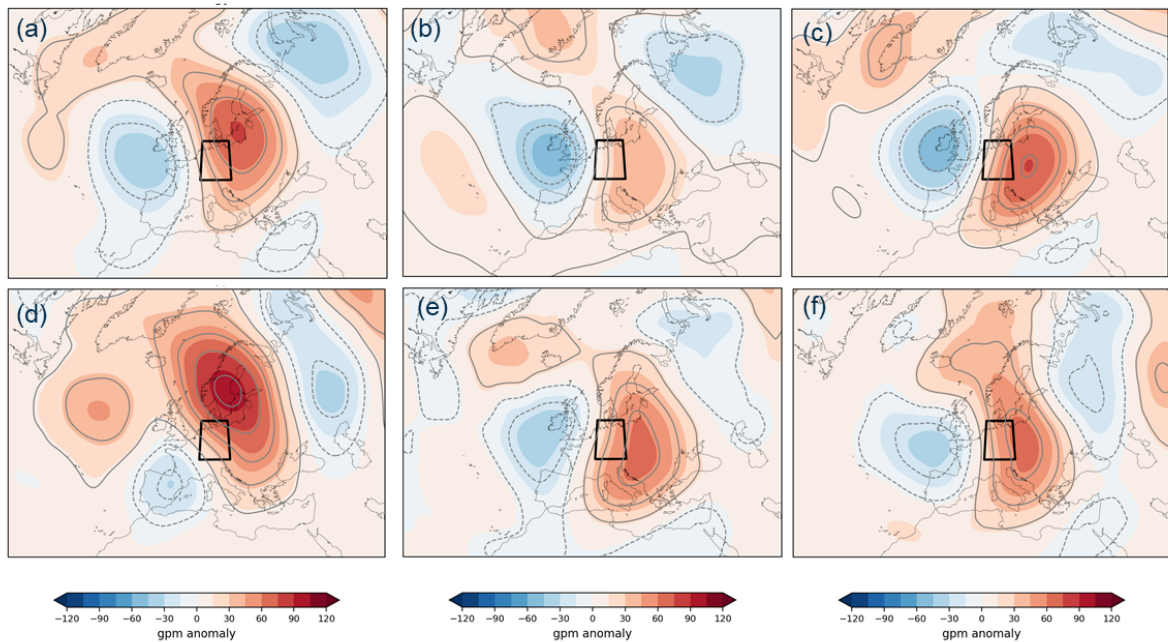 (a) (b) (c)
(d) (e) (f)
−120 −90 −60 −30 0 30 60 90 120 −120 −90 −60 −30 0 30 60 90 120 −120 −90 −60 −30 0 30 60 90 120
gpm anomaly gpm anomaly gpm anomaly